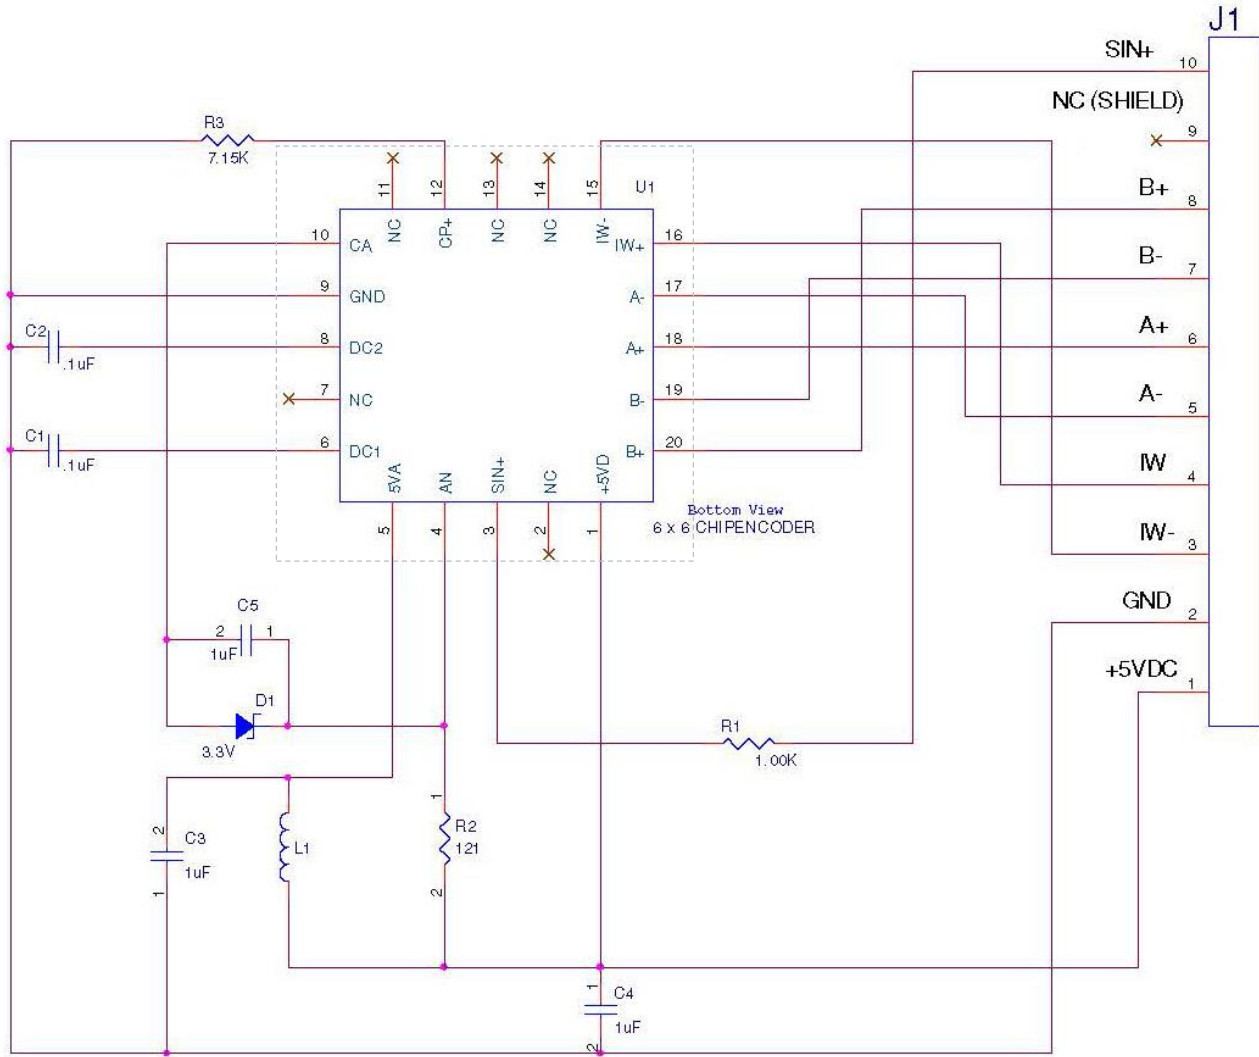 J1
SIN+
10
NC (SHIELD)
9
B+
8
B-
7
A+
6
A-
5
IW
4
IW-
3
GND
2
+5VDC
1
R3
7.15K
11
12
13
14
15
U1
NC
CP+
NC
NC
IW-
10
CA
IW+
16
9
GND
A-
17
C2
.1uF
8
DC2
A+
18
7
NC
B-
19
C1
.1uF
6
DC1
B+
20
5VA
AN
SIN+
NC
+5VD
5
4
3
2
1
Bottom View
6 x 6 CHIPENCODER
C5
2
1
1uF
D1
3.3V
R1
1.00K
2
C3
1uF
1
L1
1
R2
121
2
1
C4
1uF
2